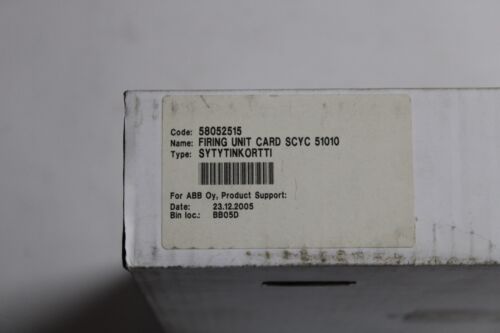 Code: 58052515
Name: FIRING UNIT CARD SCYC 51010
Type: SYTYTINKORTTI
For ABB Oy, Product Support:
Date: 23.12.2005
Bin loc.: BB05D